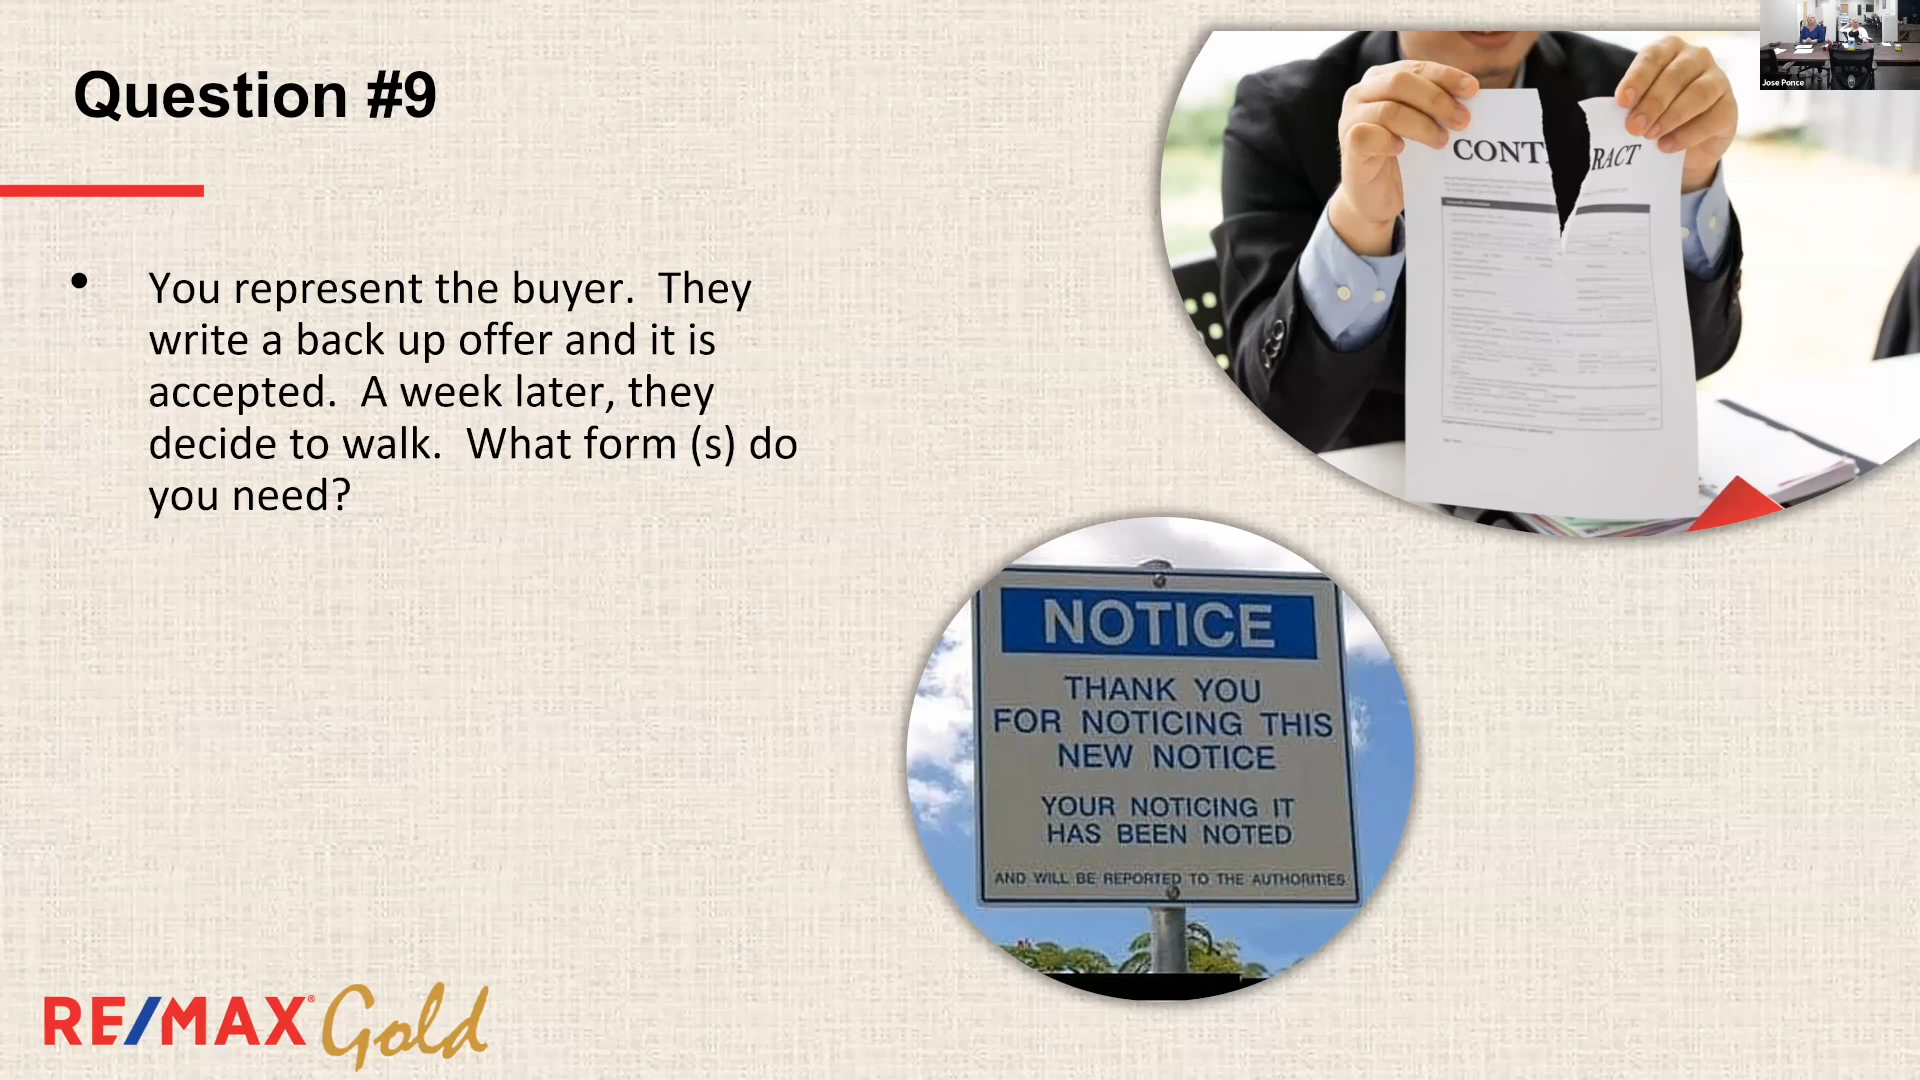 Question #9
• You represent the buyer.  They
write a back up offer and it is
accepted.  A week later, they
decide to walk.  What form (s) do
you need?
CONT RACT
Jose Ponce
NOTICE
THANK YOU
FOR NOTICING THIS
NEW NOTICE
YOUR NOTICING IT
HAS BEEN NOTED
AND WILL BE REPORTED TO THE AUTHORITIES
RE/MAX® Gold